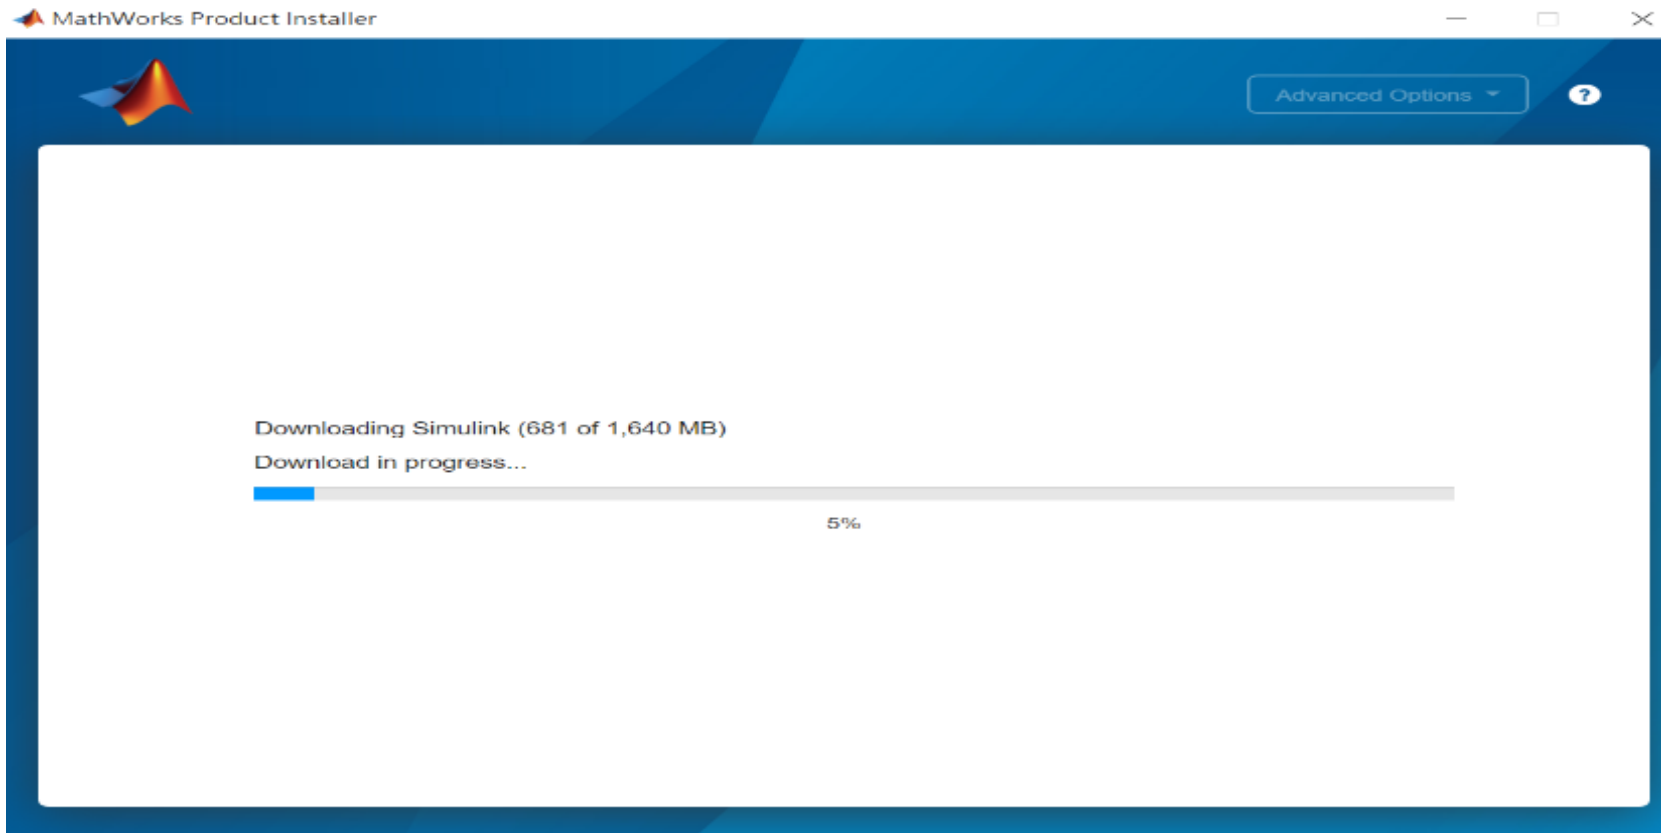 MathWorks Product Installer
Advanced Options
?
Downloading Simulink (681 of 1,640 MB)
Download in progress...
5%